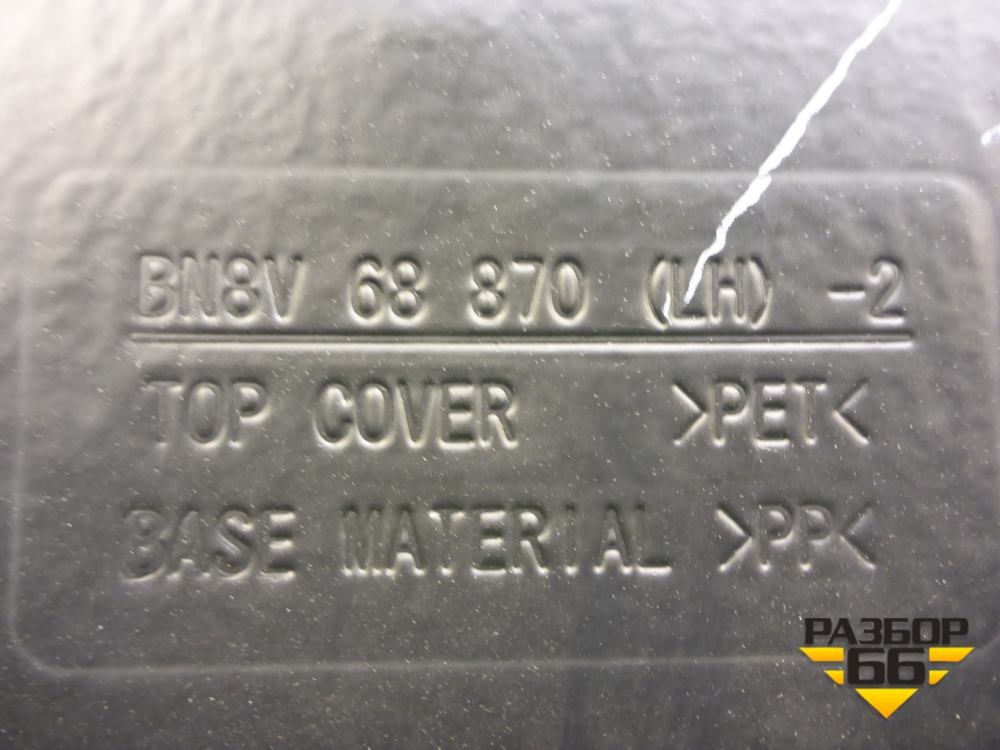 BN8V 68 870 (LH) -2
TOP COVER >PET<
BASE MATERIAL >PP<
РАЗБОР
66